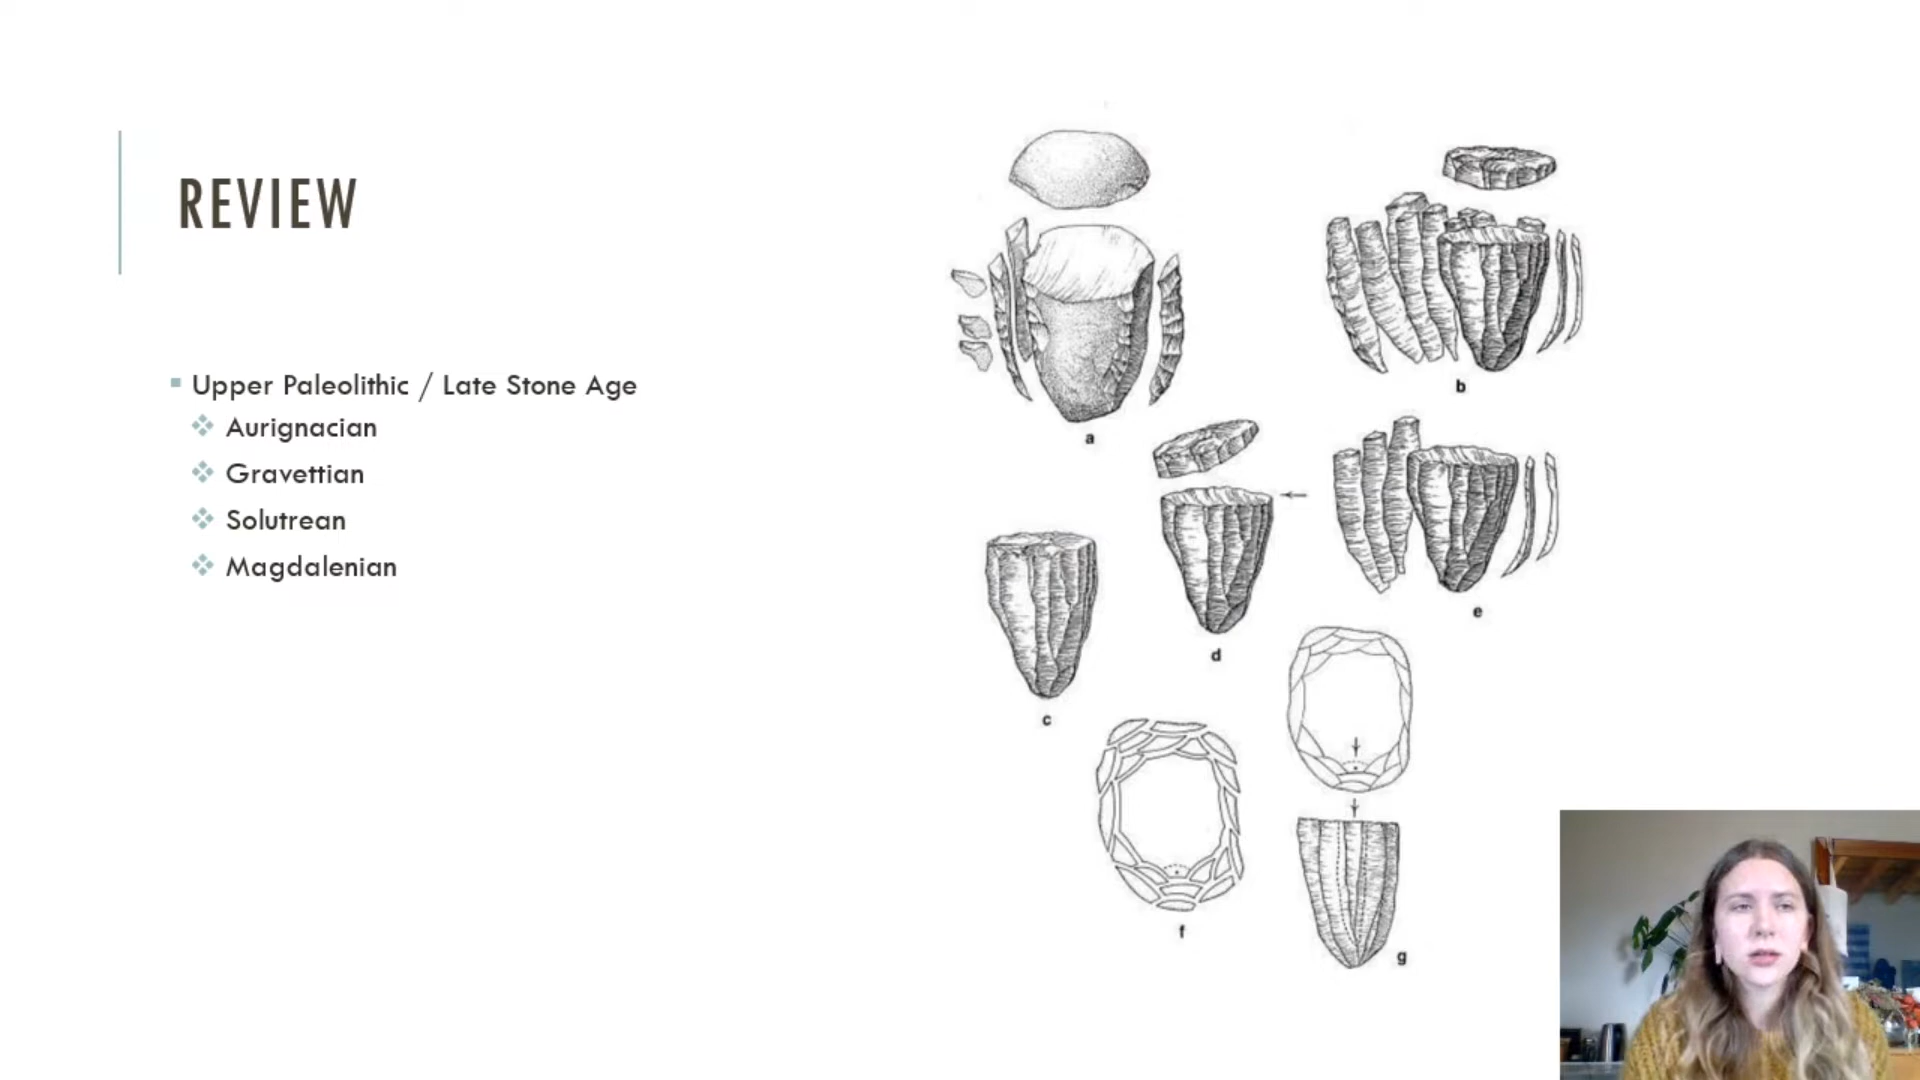 REVIEW
Upper Paleolithic / Late Stone Age
Aurignacian
Gravettian
Solutrean
Magdalenian
a
b
c
d
e
f
g